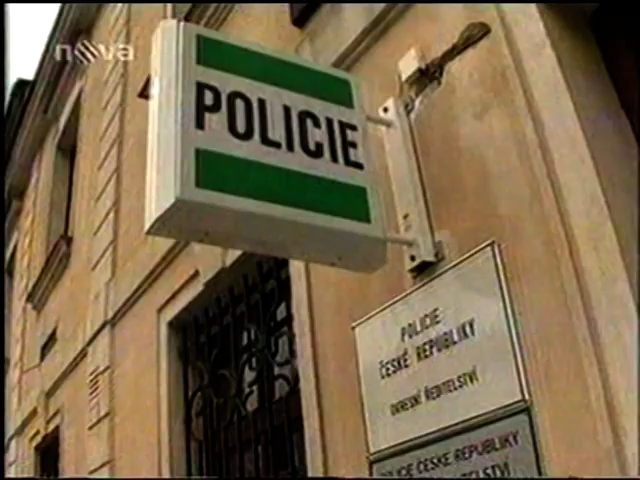 nova
POLICIE
POLICIE
ČESKÉ REPUBLIKY
OKRESNÍ ŘEDITELSTVÍ
POLICIE ČESKÉ REPUBLIKY